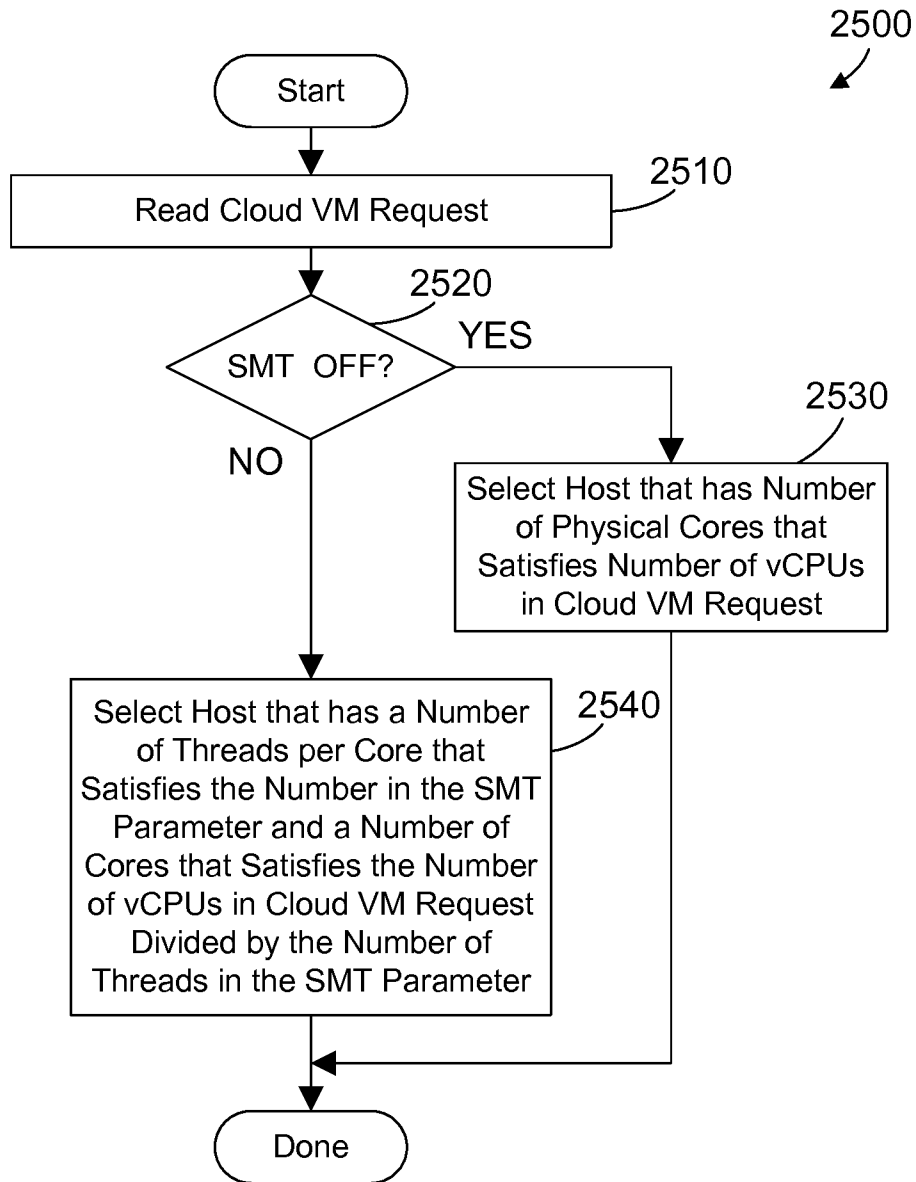 2500
Start
2510
Read Cloud VM Request
2520
SMT OFF?
YES
NO
2530
Select Host that has Number
of Physical Cores that
Satisfies Number of vCPUs
in Cloud VM Request
2540
Select Host that has a Number
of Threads per Core that
Satisfies the Number in the SMT
Parameter and a Number of
Cores that Satisfies the Number
of vCPUs in Cloud VM Request
Divided by the Number of
Threads in the SMT Parameter
Done